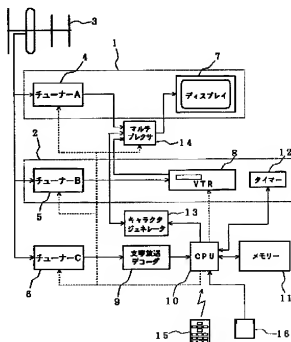 3
4
1
7
チューナーA
ディスプレイ
マルチ
プレクサ
14
2
8
12
チューナーB
VTR
タイマー
5
キャラクタ
ジェネレータ
13
チューナーC
文字放送
デコーダ
CPU
メモリー
6
9
10
11
15
16